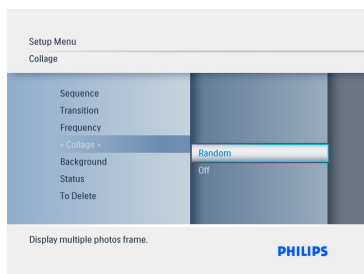 Setup Menu
Collage
Sequence
Transition
Frequency
< Collage >
Background
Status
To Delete
Random
Off
Display multiple photos frame.
PHILIPS